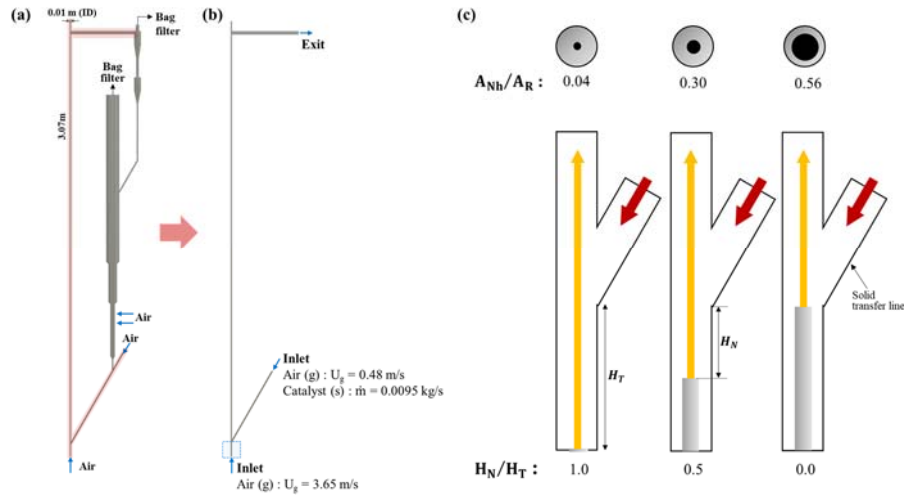 (a)
0.01 m (ID)
Bag
filter
Bag
filter
3.07m
Air
Air
Air
(b)
Exit
Inlet
Air (g) : U_g = 0.48 m/s
Catalyst (s) : ṁ = 0.0095 kg/s
Inlet
Air (g) : U_g = 3.65 m/s
(c)
A_Nh/A_R : 0.04 0.30 0.56
Solid
transfer line
H_N
H_T
H_N/H_T : 1.0 0.5 0.0